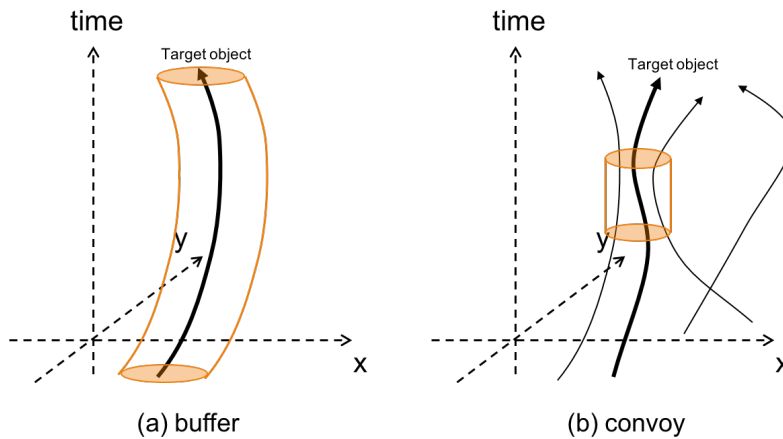 time
Target object
y
x
(a) buffer
time
Target object
y
x
(b) convoy